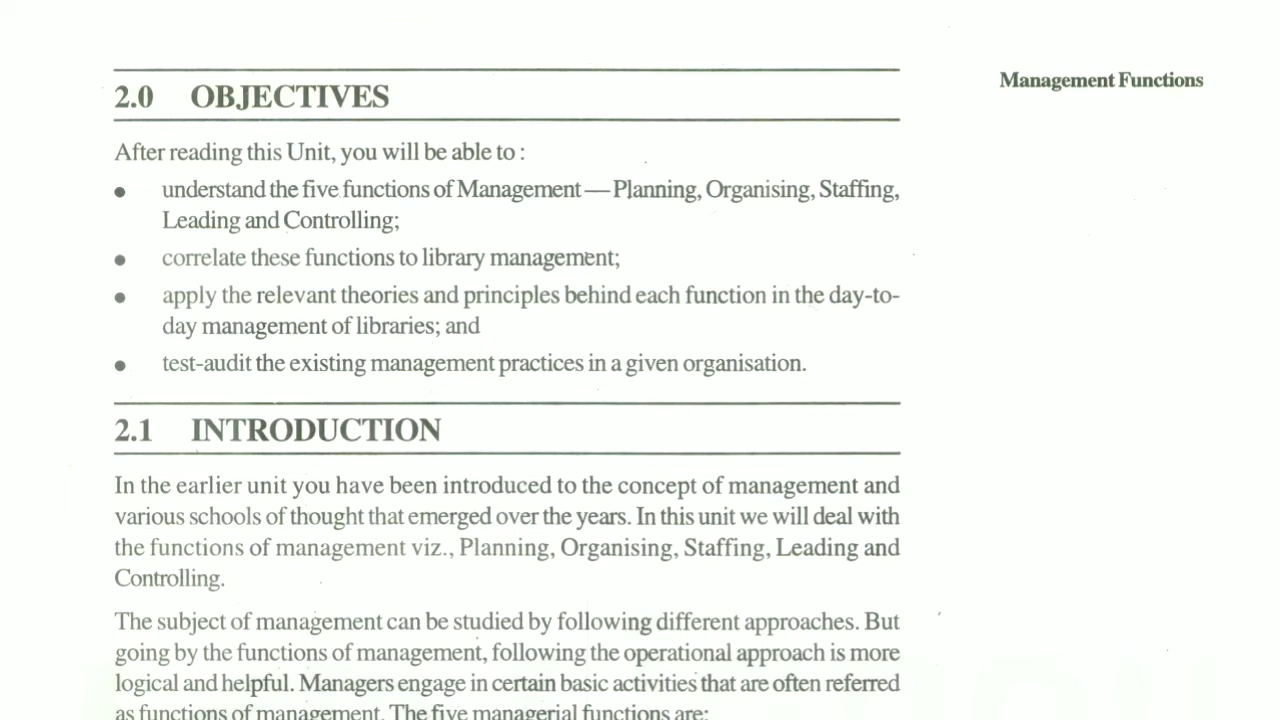 Management Functions
2.0 OBJECTIVES
After reading this Unit, you will be able to :
● understand the five functions of Management—Planning, Organising, Staffing,
Leading and Controlling;
● correlate these functions to library management;
● apply the relevant theories and principles behind each function in the day-to-
day management of libraries; and
● test-audit the existing management practices in a given organisation.
2.1 INTRODUCTION
In the earlier unit you have been introduced to the concept of management and
various schools of thought that emerged over the years. In this unit we will deal with
the functions of management viz., Planning, Organising, Staffing, Leading and
Controlling.
The subject of management can be studied by following different approaches. But
going by the functions of management, following the operational approach is more
logical and helpful. Managers engage in certain basic activities that are often referred
as functions of management. The five managerial functions are: